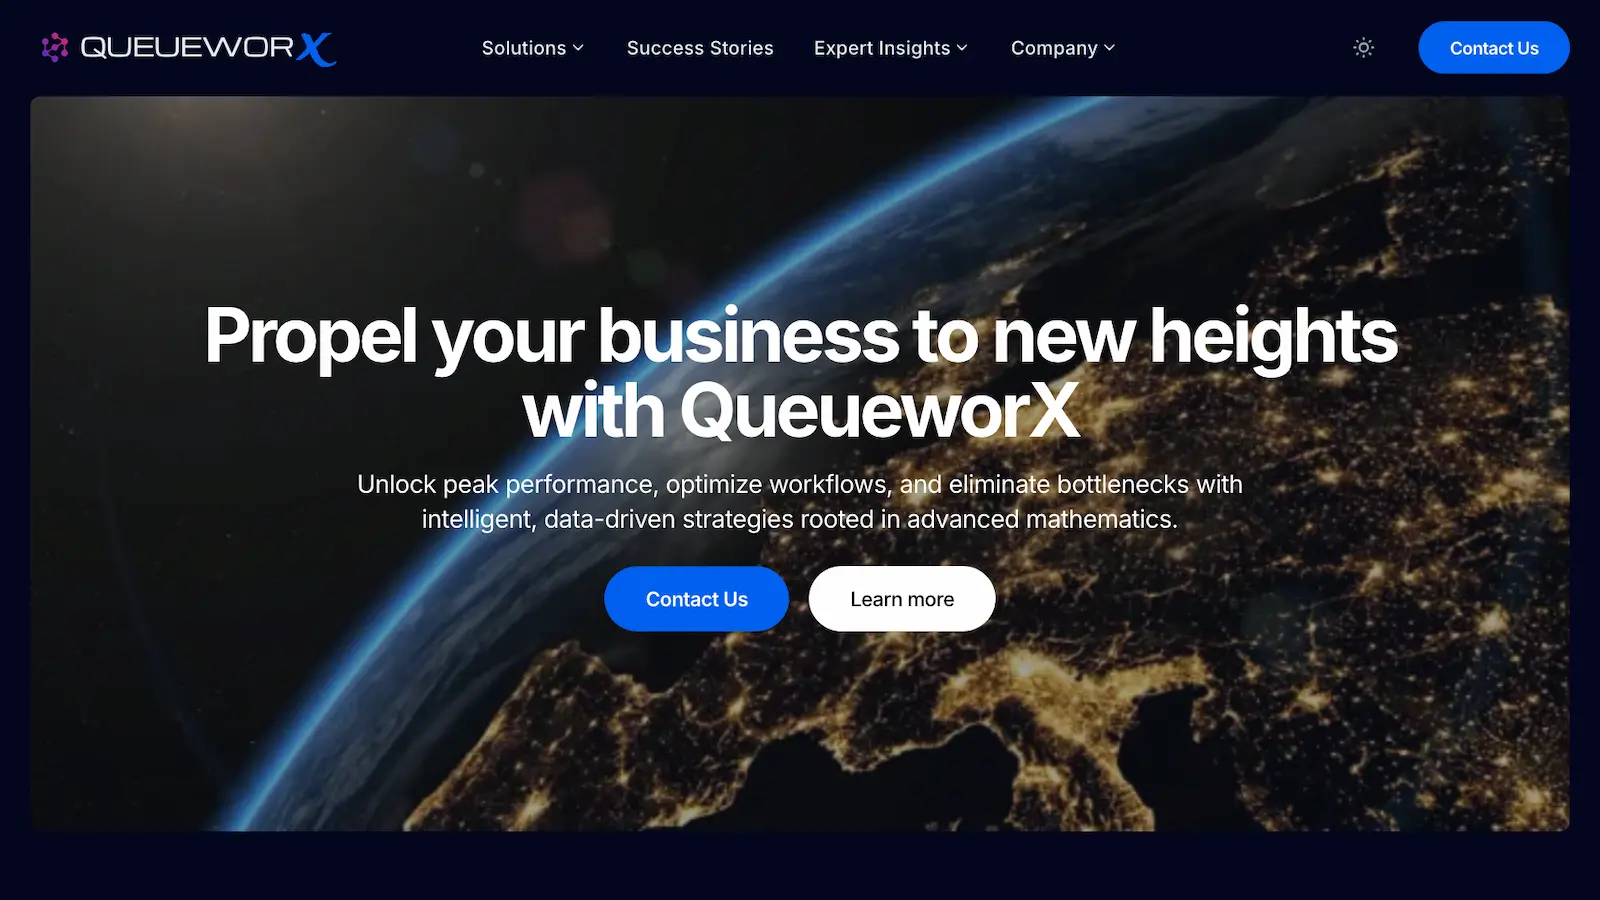 QUEUEWORX
Solutions
Success Stories
Expert Insights
Company
Contact Us
Propel your business to new heights
with QueueworX
Unlock peak performance, optimize workflows, and eliminate bottlenecks with
intelligent, data-driven strategies rooted in advanced mathematics.
Contact Us
Learn more